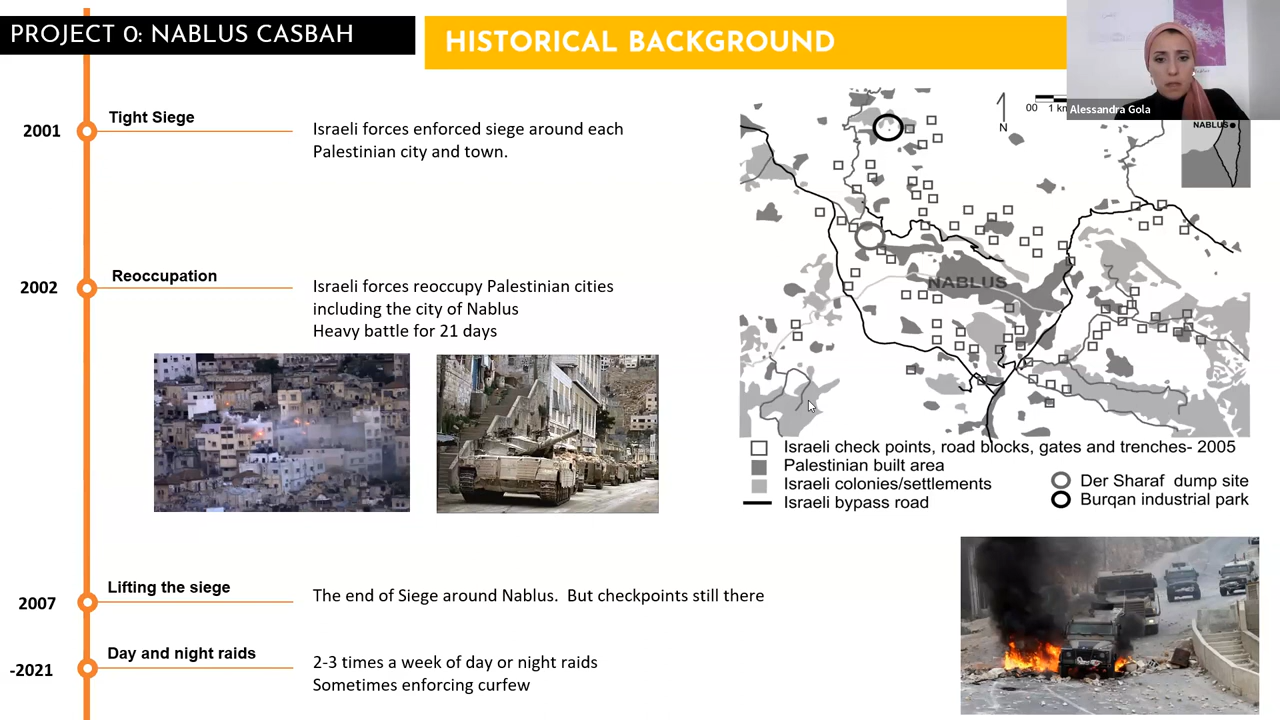 PROJECT 0: NABLUS CASBAH
HISTORICAL BACKGROUND
Alessandra Gola
2001
Tight Siege
Israeli forces enforced siege around each
Palestinian city and town.
2002
Reoccupation
Israeli forces reoccupy Palestinian cities
including the city of Nablus
Heavy battle for 21 days
N
00 1 km
NABLUS
NABLUS
Israeli check points, road blocks, gates and trenches- 2005
Palestinian built area
Israeli colonies/settlements
Israeli bypass road
Der Sharaf dump site
Burqan industrial park
2007
Lifting the siege
The end of Siege around Nablus. But checkpoints still there
-2021
Day and night raids
2-3 times a week of day or night raids
Sometimes enforcing curfew